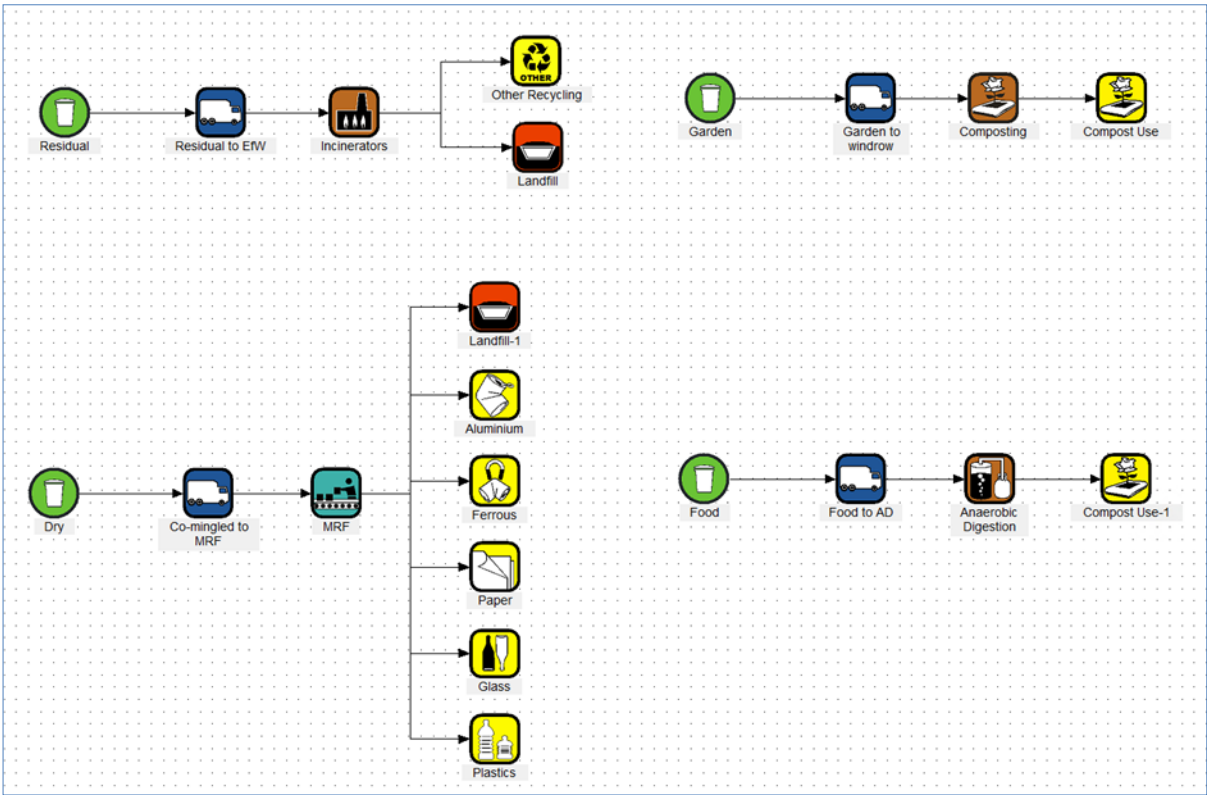 OTHER
Other Recycling
Residual
Residual to EfW
Incinerators
Landfill
Garden
Garden to
windrow
Composting
Compost Use
Landfill-1
Aluminium
Ferrous
Dry
Co-mingled to
MRF
MRF
Paper
Glass
Plastics
Food
Food to AD
Anaerobic
Digestion
Compost Use-1